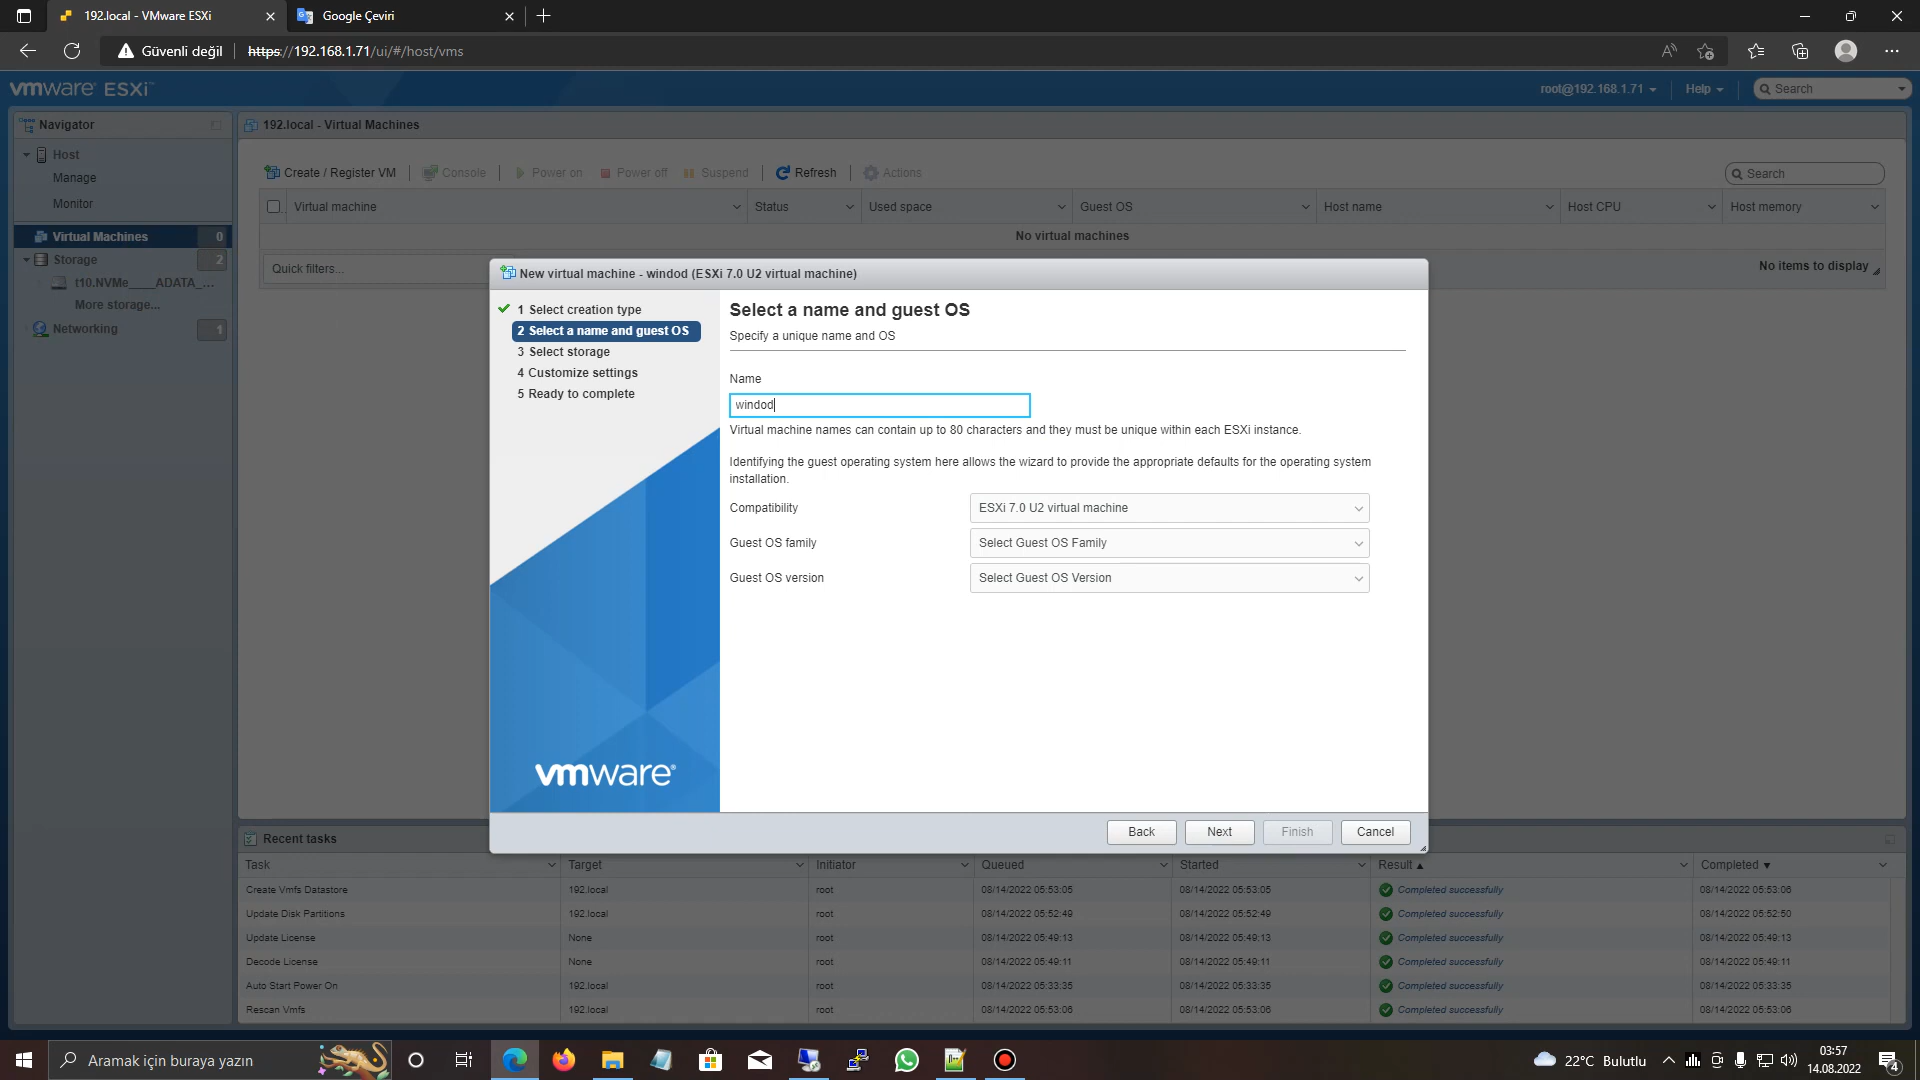 192.local - VMware ESXi
Google Çeviri
Güvenli değil
https://192.168.1.71/ui/#/host/vms
vmware ESXi™
root@192.168.1.71
Help
Search
Navigator
192.local - Virtual Machines
Host
Manage
Monitor
Virtual Machines 0
Storage 2
t10.NVMe____ADATA_...
More storage...
Networking 1
Create / Register VM
Console
Power on
Power off
Suspend
Refresh
Actions
Search
Virtual machine
Status
Used space
Guest OS
Host name
Host CPU
Host memory
No virtual machines
Quick filters...
No items to display
New virtual machine - windod (ESXi 7.0 U2 virtual machine)
1 Select creation type
2 Select a name and guest OS
3 Select storage
4 Customize settings
5 Ready to complete
vmware®
Select a name and guest OS
Specify a unique name and OS
Name
windod
Virtual machine names can contain up to 80 characters and they must be unique within each ESXi instance.
Identifying the guest operating system here allows the wizard to provide the appropriate defaults for the operating system
installation.
Compatibility ESXi 7.0 U2 virtual machine
Guest OS family Select Guest OS Family
Guest OS version Select Guest OS Version
Back Next Finish Cancel
Recent tasks
Task Target Initiator Queued Started Result Completed
Create Vmfs Datastore 192.local root 08/14/2022 05:53:05 08/14/2022 05:53:05 Completed successfully 08/14/2022 05:53:06
Update Disk Partitions 192.local root 08/14/2022 05:52:49 08/14/2022 05:52:49 Completed successfully 08/14/2022 05:52:50
Update License None root 08/14/2022 05:49:13 08/14/2022 05:49:13 Completed successfully 08/14/2022 05:49:13
Decode License None root 08/14/2022 05:49:11 08/14/2022 05:49:11 Completed successfully 08/14/2022 05:49:11
Auto Start Power On 192.local root 08/14/2022 05:33:35 08/14/2022 05:33:35 Completed successfully 08/14/2022 05:33:35
Rescan Vmfs 192.local root 08/14/2022 05:53:06 08/14/2022 05:53:06 Completed successfully 08/14/2022 05:53:06
Aramak için buraya yazın
22°C Bulutlu
03:57
14.08.2022
4